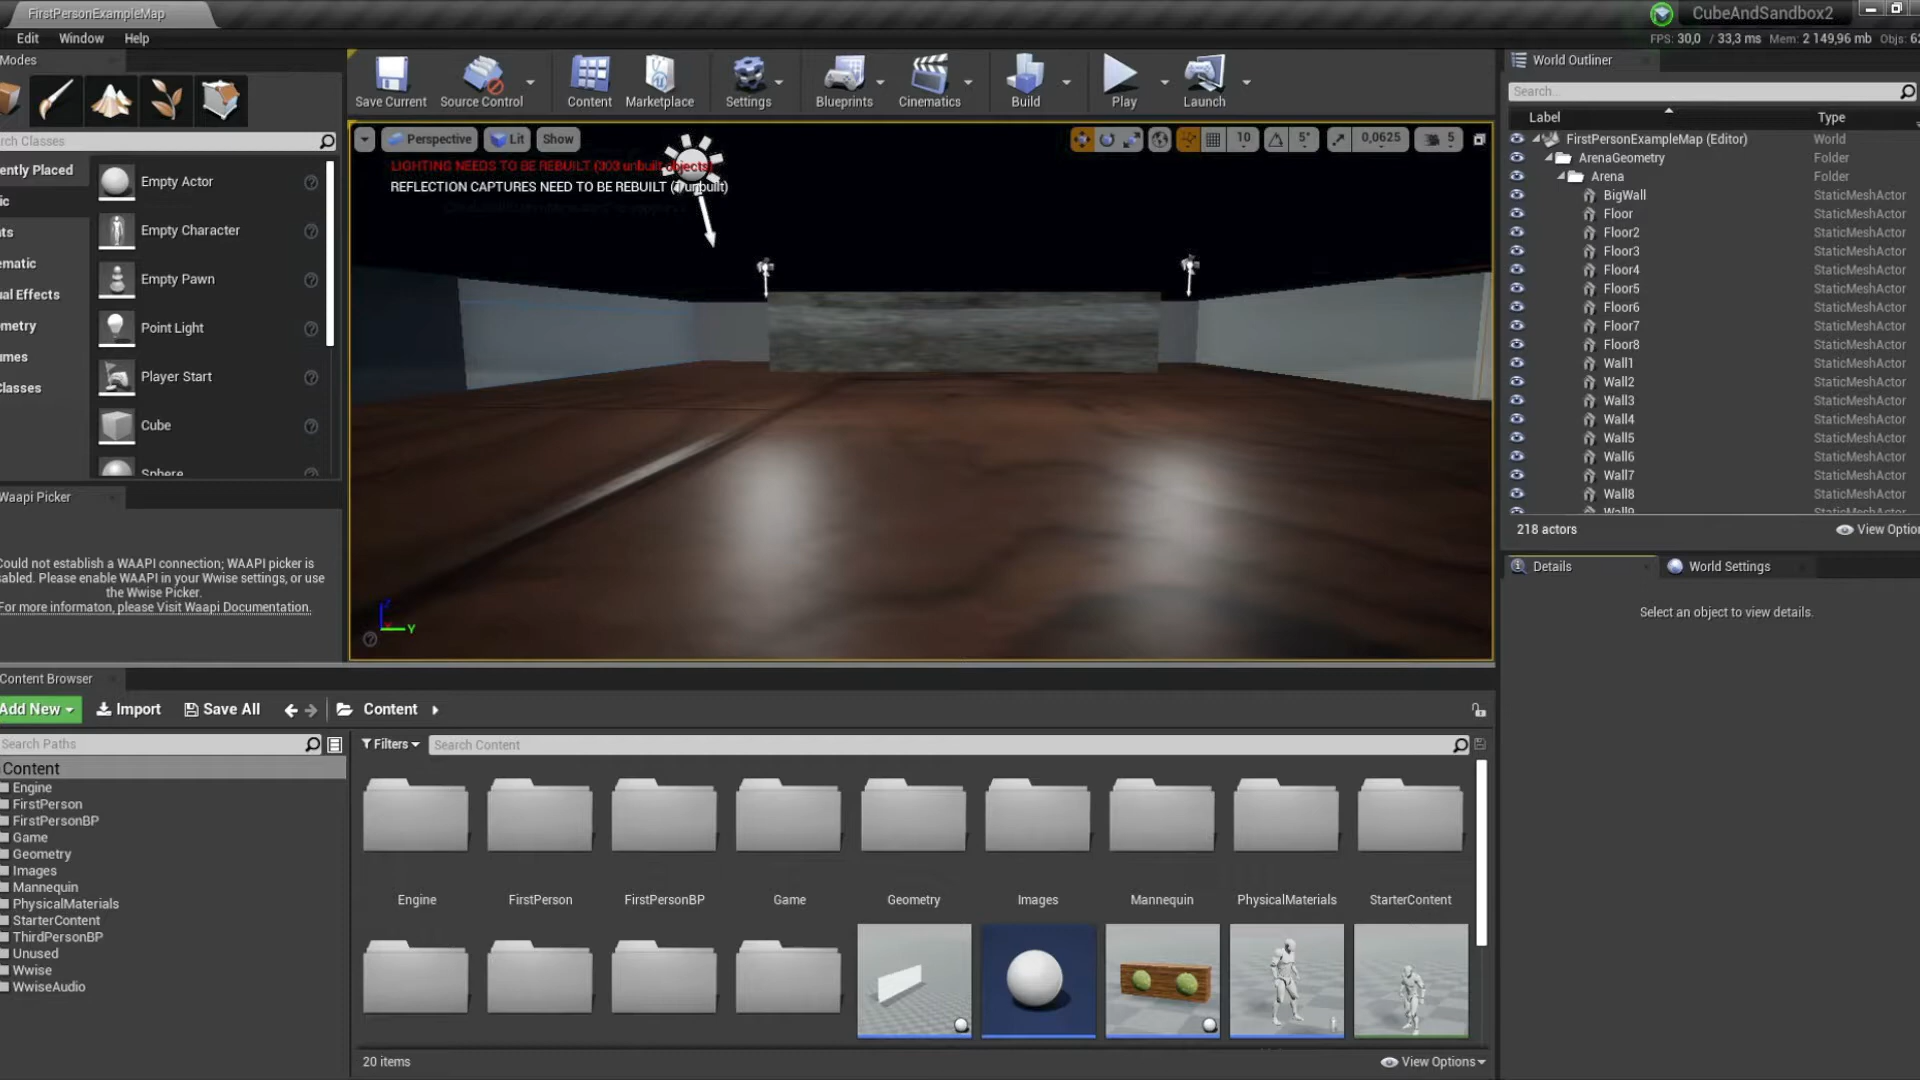 FirstPersonExampleMap
CubeAndSandbox2
Edit Window Help
FPS: 30,0 / 33,3 ms Mem: 2 149,96 mb Objs: 62
Modes
Save Current
Source Control
Content
Marketplace
Settings
Blueprints
Cinematics
Build
Play
Launch
rch Classes
ently Placed
ic
ts
ematic
ual Effects
metry
umes
Classes
Empty Actor
Empty Character
Empty Pawn
Point Light
Player Start
Cube
Sphere
Perspective Lit Show
10 5° 0,0625 5
LIGHTING NEEDS TO BE REBUILT (303 unbuilt objects)
REFLECTION CAPTURES NEED TO BE REBUILT (1 unbuilt)
Y
World Outliner
Search...
Label Type
FirstPersonExampleMap (Editor) World
ArenaGeometry Folder
Arena Folder
BigWall StaticMeshActor
Floor StaticMeshActor
Floor2 StaticMeshActor
Floor3 StaticMeshActor
Floor4 StaticMeshActor
Floor5 StaticMeshActor
Floor6 StaticMeshActor
Floor7 StaticMeshActor
Floor8 StaticMeshActor
Wall1 StaticMeshActor
Wall2 StaticMeshActor
Wall3 StaticMeshActor
Wall4 StaticMeshActor
Wall5 StaticMeshActor
Wall6 StaticMeshActor
Wall7 StaticMeshActor
Wall8 StaticMeshActor
Wall9 StaticMeshActor
218 actors
View Option
Details
World Settings
Select an object to view details.
Waapi Picker
Could not establish a WAAPI connection; WAAPI picker is
sabled. Please enable WAAPI in your Wwise settings, or use
the Wwise Picker.
For more informaton, please Visit Waapi Documentation.
Content Browser
Add New
Import
Save All
Content
Search Paths
Content
Engine
FirstPerson
FirstPersonBP
Game
Geometry
Images
Mannequin
PhysicalMaterials
StarterContent
ThirdPersonBP
Unused
Wwise
WwiseAudio
Filters
Search Content
Engine
FirstPerson
FirstPersonBP
Game
Geometry
Images
Mannequin
PhysicalMaterials
StarterContent
20 items
View Options